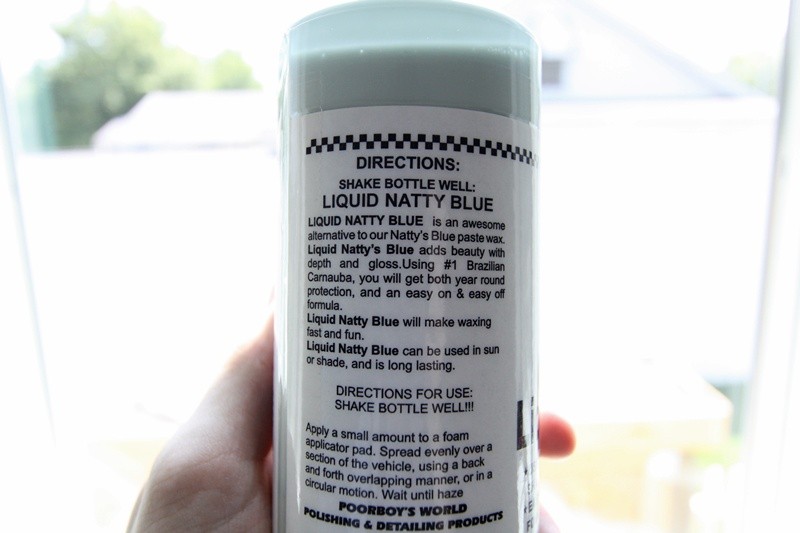 DIRECTIONS:
SHAKE BOTTLE WELL:
LIQUID NATTY BLUE
LIQUID NATTY BLUE is an awesome
alternative to our Natty's Blue paste wax.
Liquid Natty's Blue adds beauty with
depth and gloss.Using #1 Brazilian
Carnauba, you will get both year round
protection, and an easy on & easy off
formula.
Liquid Natty Blue will make waxing
fast and fun.
Liquid Natty Blue can be used in sun
or shade, and is long lasting.
DIRECTIONS FOR USE:
SHAKE BOTTLE WELL!!!
Apply a small amount to a foam
applicator pad. Spread evenly over a
section of the vehicle, using a back
and forth overlapping manner, or in a
circular motion. Wait until haze
POORBOY'S WORLD
POLISHING & DETAILING PRODUCTS